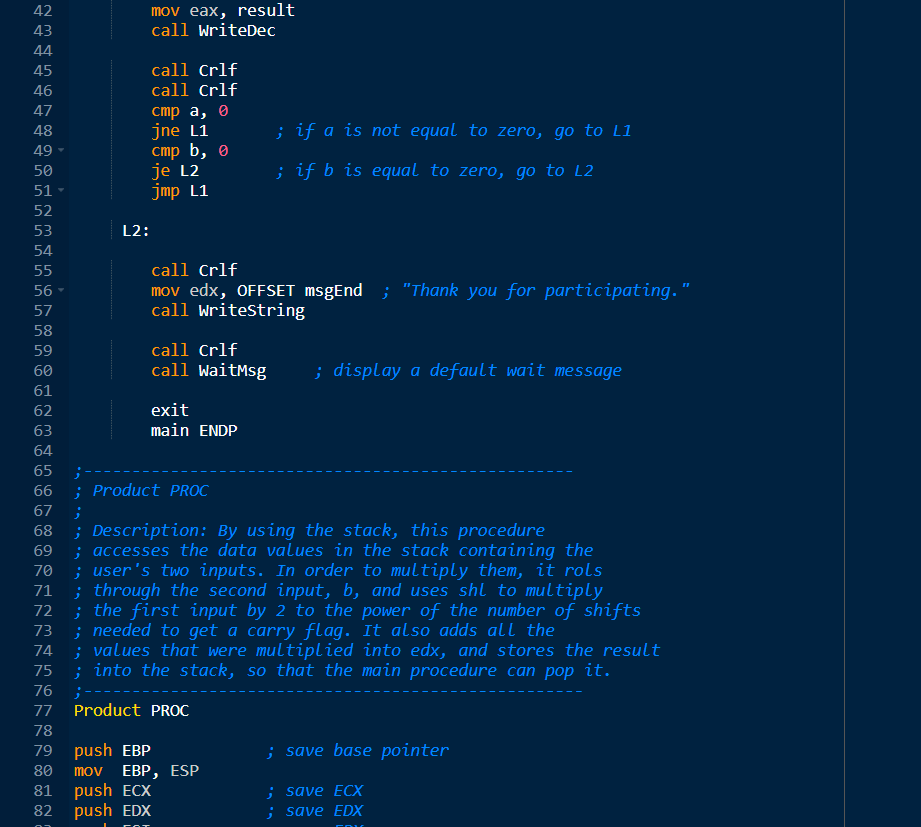 42 mov eax, result
43 call WriteDec
44
45 call Crlf
46 call Crlf
47 cmp a, 0
48 jne L1 ; if a is not equal to zero, go to L1
49 cmp b, 0
50 je L2 ; if b is equal to zero, go to L2
51 jmp L1
52
53 L2:
54
55 call Crlf
56 mov edx, OFFSET msgEnd ; "Thank you for participating."
57 call WriteString
58
59 call Crlf
60 call WaitMsg ; display a default wait message
61
62 exit
63 main ENDP
64
65 ;---------------------------------------------------
66 ; Product PROC
67 ;
68 ; Description: By using the stack, this procedure
69 ; accesses the data values in the stack containing the
70 ; user's two inputs. In order to multiply them, it rols
71 ; through the second input, b, and uses shl to multiply
72 ; the first input by 2 to the power of the number of shifts
73 ; needed to get a carry flag. It also adds all the
74 ; values that were multiplied into edx, and stores the result
75 ; into the stack, so that the main procedure can pop it.
76 ;----------------------------------------------------
77 Product PROC
78
79 push EBP ; save base pointer
80 mov EBP, ESP
81 push ECX ; save ECX
82 push EDX ; save EDX